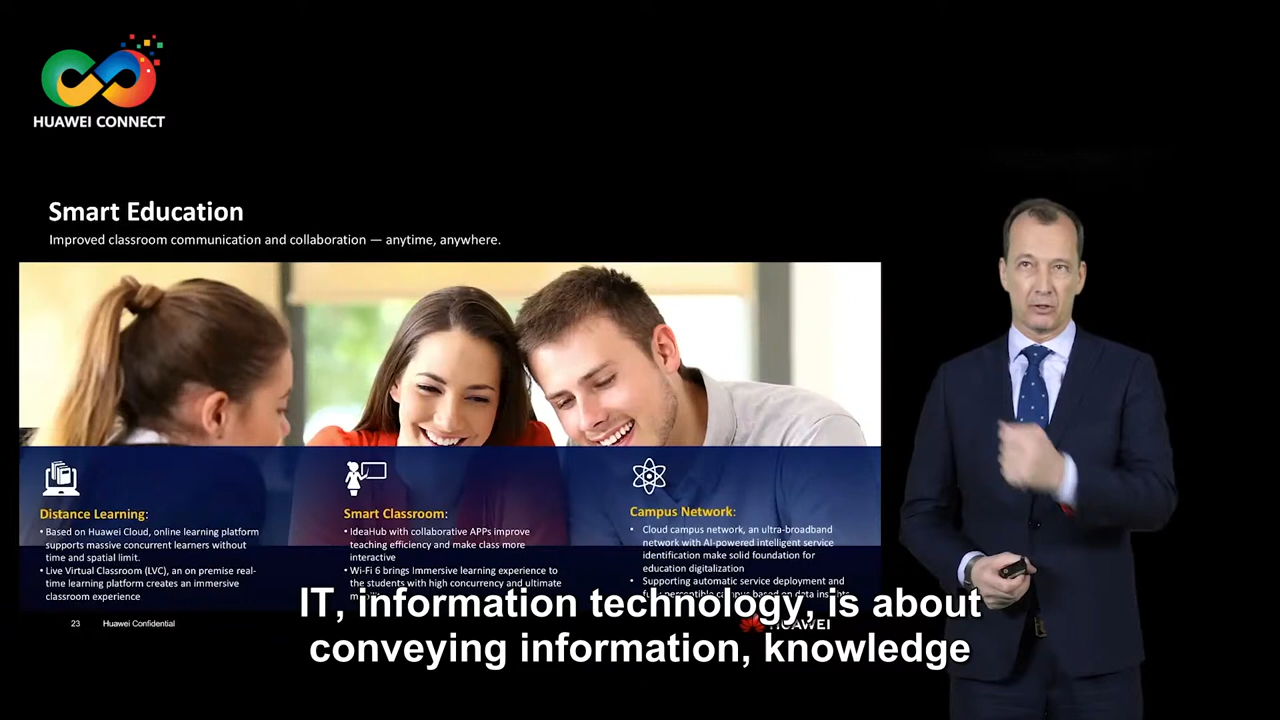 HUAWEI CONNECT
Smart Education
Improved classroom communication and collaboration — anytime, anywhere.
Distance Learning:
• Based on Huawei Cloud, online learning platform
supports massive concurrent learners without
time and spatial limit.
• Live Virtual Classroom (LVC), an on premise real-
time learning platform creates an immersive
classroom experience
Smart Classroom:
• IdeaHub with collaborative APPs improve
teaching efficiency and make class more
interactive
• Wi-Fi 6 brings Immersive learning experience to
the students with high concurrency and ultimate
Campus Network:
• Cloud campus network, an ultra-broadband
network with AI-powered intelligent service
identification make solid foundation for
education digitalization
• Supporting automatic service deployment and
campus based on data insights
23 Huawei Confidential
HUAWEI
IT, information technology, is about
conveying information, knowledge